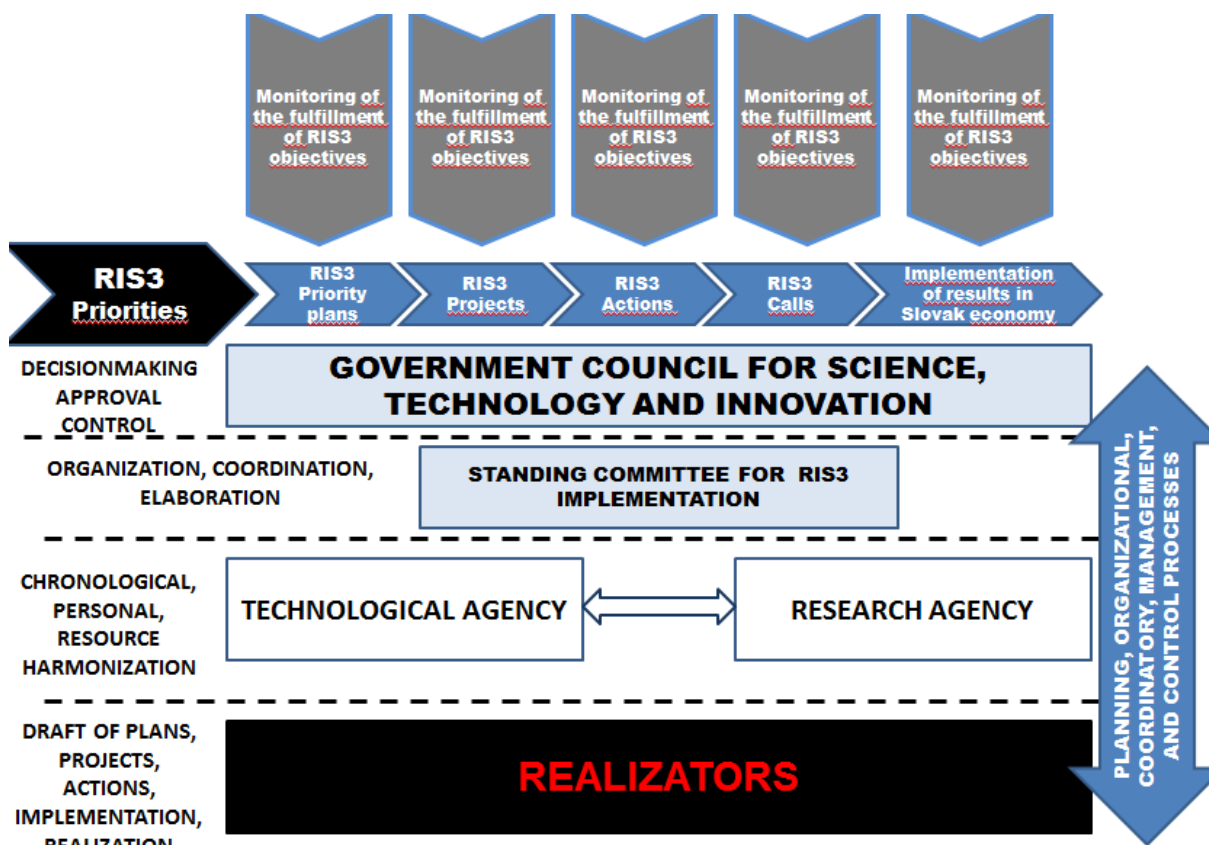 Monitoring of
the fulfillment
of RIS3
objectives
Monitoring of
the fulfillment
of RIS3
objectives
Monitoring of
the fulfillment
of RIS3
objectives
Monitoring of
the fulfillment
of RIS3
objectives
Monitoring of
the fulfillment
of RIS3
objectives
RIS3
Priorities
RIS3
Priority
plans
RIS3
Projects
RIS3
Actions
RIS3
Calls
Implementation
of results in
Slovak economy
DECISIONMAKING
APPROVAL
CONTROL
GOVERNMENT COUNCIL FOR SCIENCE,
TECHNOLOGY AND INNOVATION
ORGANIZATION, COORDINATION,
ELABORATION
STANDING COMMITTEE FOR RIS3
IMPLEMENTATION
CHRONOLOGICAL,
PERSONAL,
RESOURCE
HARMONIZATION
TECHNOLOGICAL AGENCY
RESEARCH AGENCY
DRAFT OF PLANS,
PROJECTS,
ACTIONS,
IMPLEMENTATION,
REALIZATION
REALIZATORS
PLANNING, ORGANIZATIONAL,
COORDINATORY, MANAGEMENT,
AND CONTROL PROCESSES